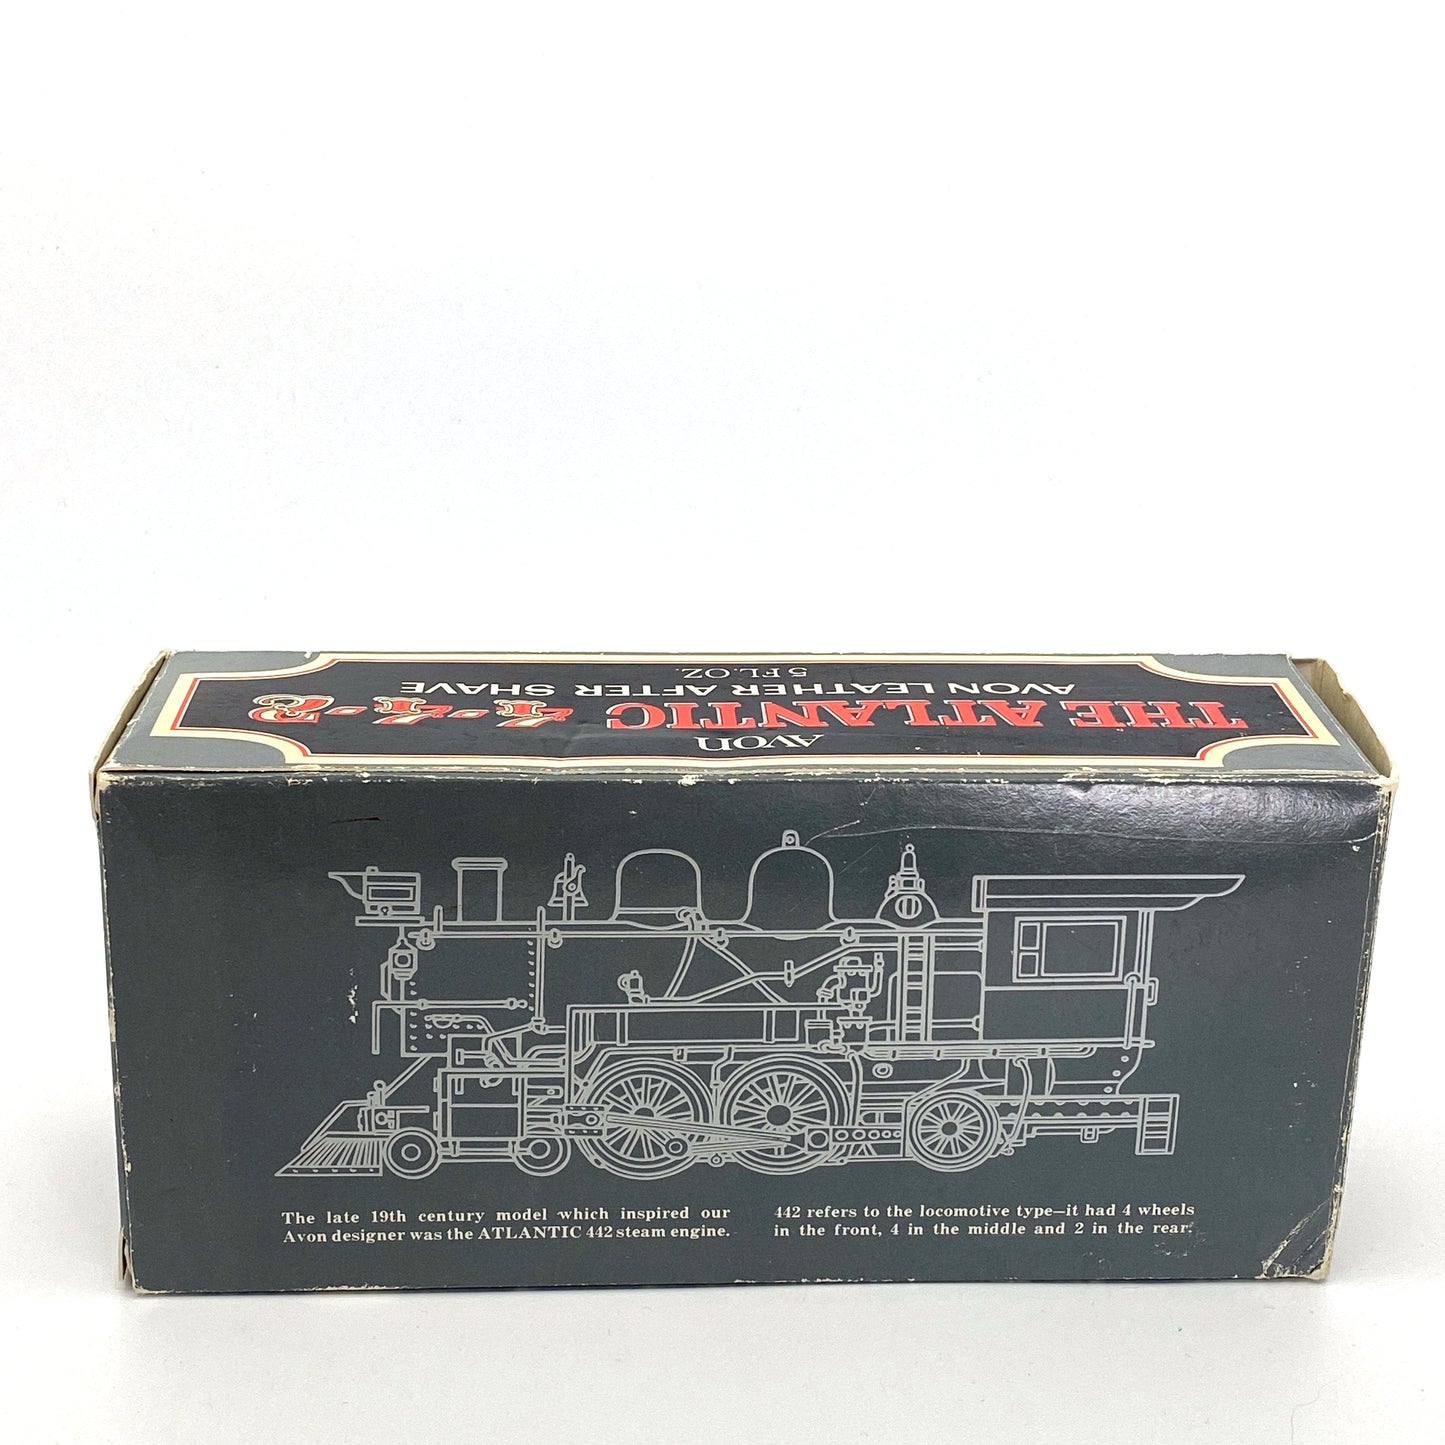 AVON
THE ATLANTIC 4-4-2
AVON LEATHER AFTER SHAVE
5 FL. OZ.
The late 19th century model which inspired our
Avon designer was the ATLANTIC 442 steam engine.
442 refers to the locomotive type—it had 4 wheels
in the front, 4 in the middle and 2 in the rear.